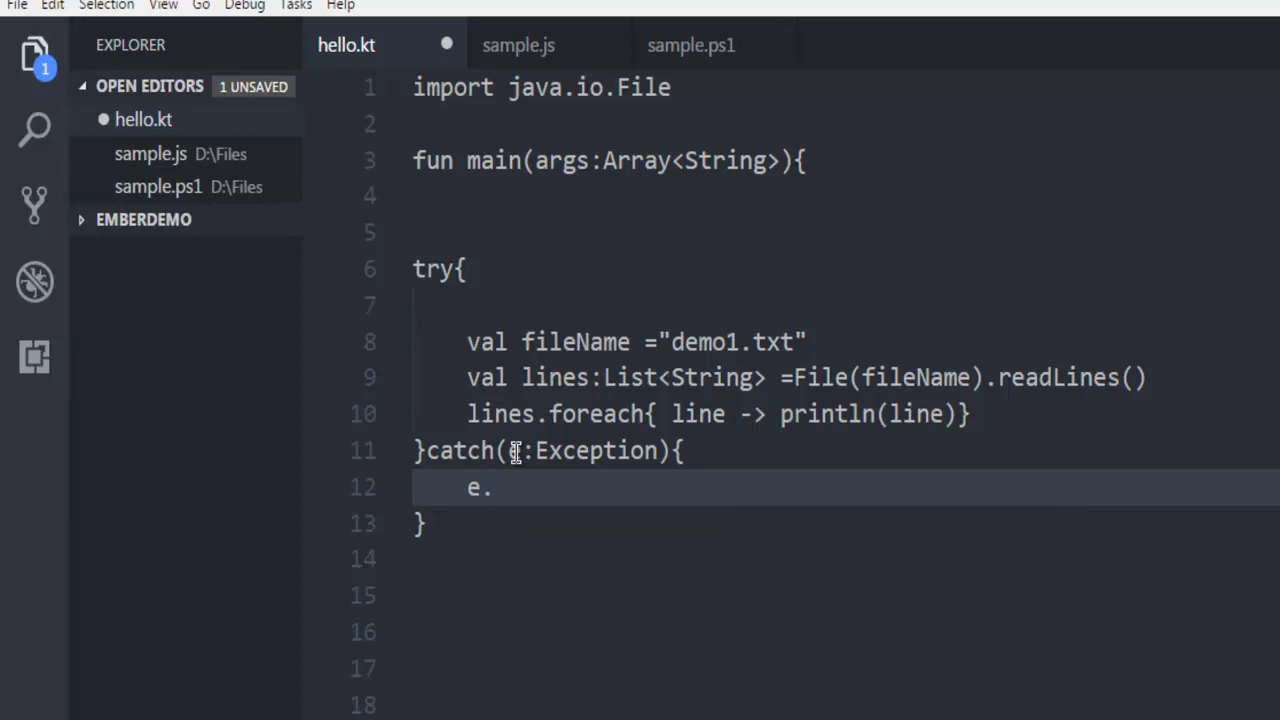 File Edit Selection View Go Debug Tasks Help
EXPLORER
hello.kt
sample.js
sample.ps1
OPEN EDITORS 1 UNSAVED
hello.kt
sample.js D:\Files
sample.ps1 D:\Files
EMBERDEMO
1
1 import java.io.File
2
3 fun main(args:Array<String>){
4
5
6 try{
7
8 val fileName ="demo1.txt"
9 val lines:List<String> =File(fileName).readLines()
10 lines.foreach{ line -> println(line)}
11 }catch(e:Exception){
12 e.
13 }
14
15
16
17
18